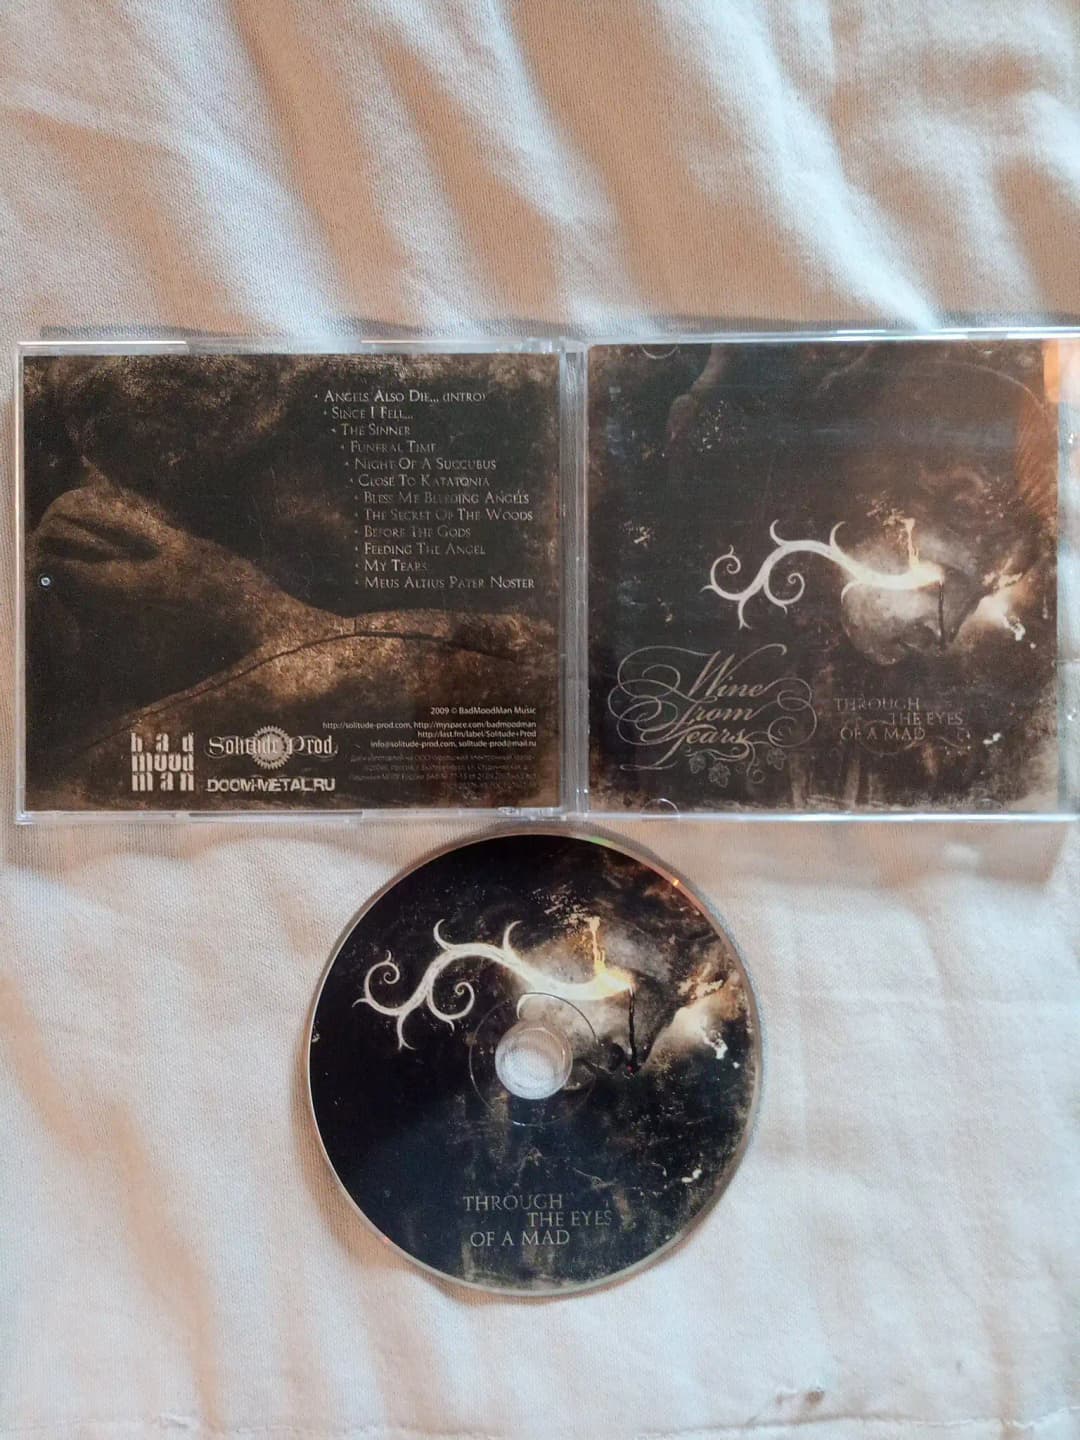 • Angels Also Die... (intro)
• Since I Fell...
• The Sinner
• Funeral Time
• Night Of A Succubus
• Close To Katatonia
• Bless Me Bleeding Angels
• The Secret Of The Woods
• Before The Gods
• Feeding The Angel
• My Tears
• Meus Altius Pater Noster
2009 © BadMoodMan Music
http://solitude-prod.com, http://myspace.com/badmoodman
http://last.fm/label/Solitude+Prod
info@solitude-prod.com, solitude-prod@mail.ru
bad
mood
man
Solitude Prod.
DOOM-METAL.RU
Wine
from
Tears
THROUGH
THE EYES
OF A MAD
THROUGH
THE EYES
OF A MAD